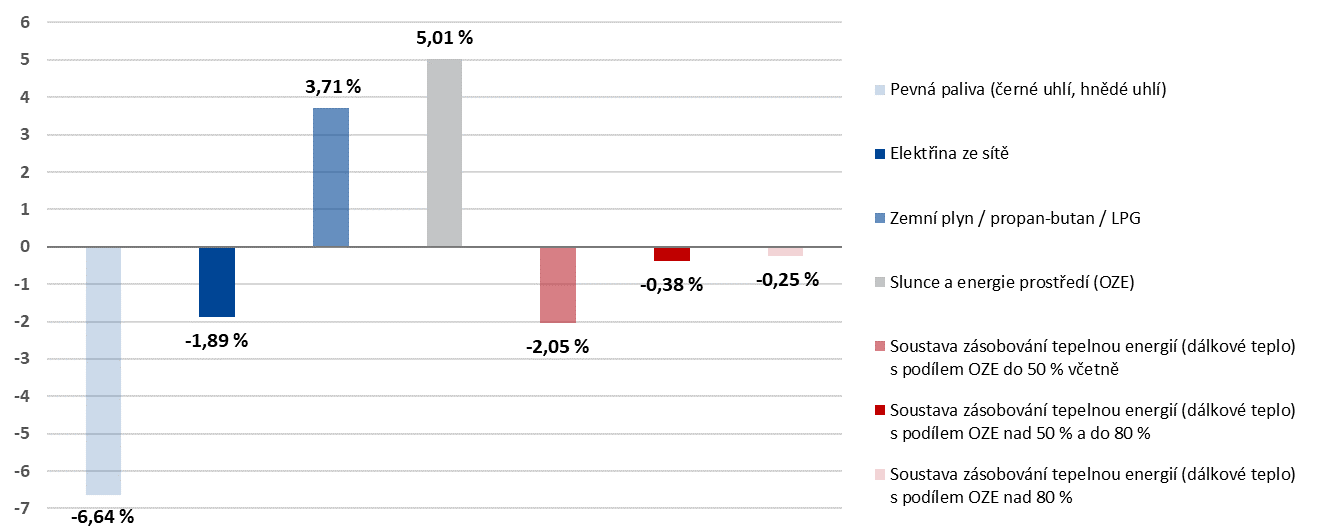 6
5
4
3
2
1
0
-1
-2
-3
-4
-5
-6
-7
-6,64 %
-1,89 %
3,71 %
5,01 %
-2,05 %
-0,38 %
-0,25 %
Pevná paliva (černé uhlí, hnědé uhlí)
Elektřina ze sítě
Zemní plyn / propan-butan / LPG
Slunce a energie prostředí (OZE)
Soustava zásobování tepelnou energií (dálkové teplo)
s podílem OZE do 50 % včetně
Soustava zásobování tepelnou energií (dálkové teplo)
s podílem OZE nad 50 % a do 80 %
Soustava zásobování tepelnou energií (dálkové teplo)
s podílem OZE nad 80 %